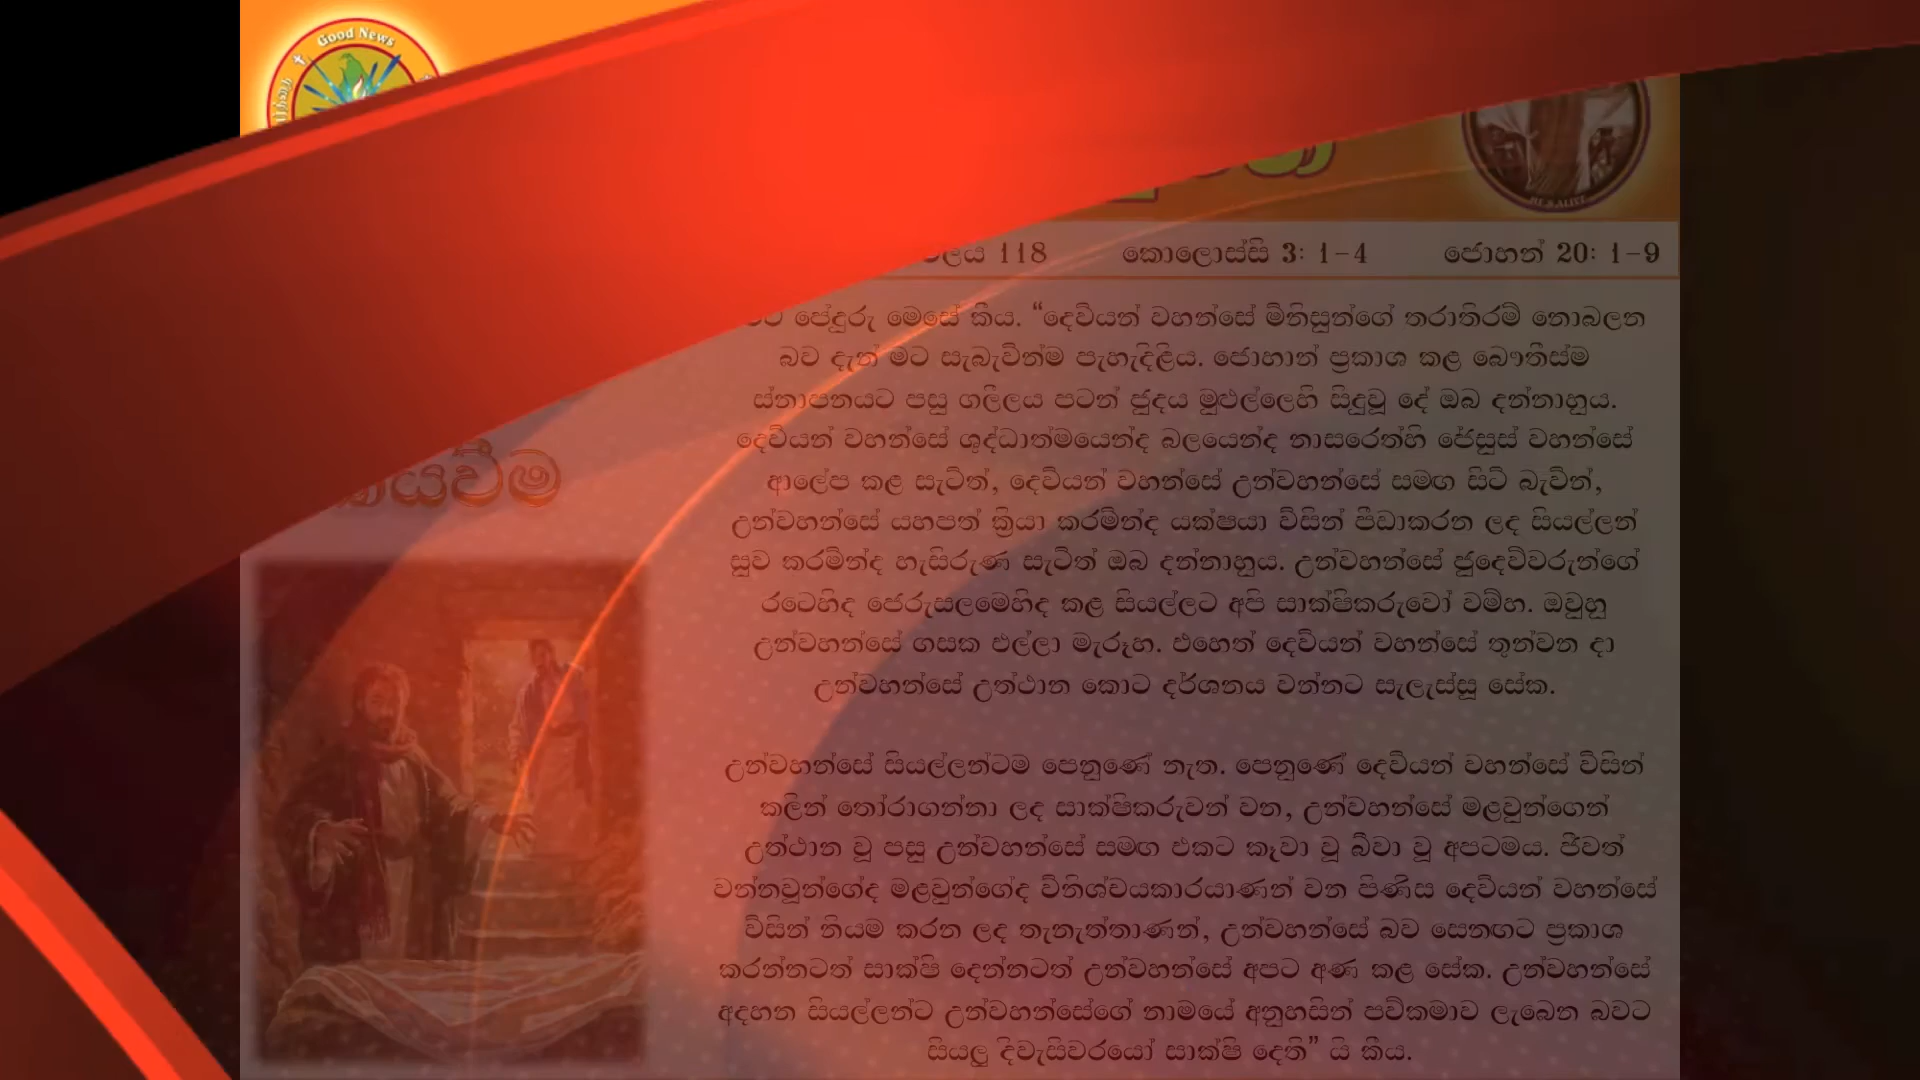 Good News
HE IS ALIVE
118 කොලොස්සි 3: 1-4 ජොහන් 20: 1-9
පේදුරු මෙසේ කීය. “දෙවියන් වහන්සේ මිනිසුන්ගේ තරාතිරම් නොබලන
බව දැන් මට සැබැවින්ම පැහැදිළිය. ජොහාන් ප්‍රකාශ කළ බෞතීස්ම
ස්නාපනයට පසු ගලීලය පටන් ජුදය මුළුල්ලෙහි සිදුවූ දේ ඔබ දන්නාහුය.
දෙවියන් වහන්සේ ශුද්ධාත්මයෙන්ද බලයෙන්ද නාසරෙත්හි ජේසුස් වහන්සේ
ආලේප කළ සැටිත්, දෙවියන් වහන්සේ උන්වහන්සේ සමඟ සිටි බැවින්,
උන්වහන්සේ යහපත් ක්‍රියා කරමින්ද යක්ෂයා විසින් පීඩාකරන ලද සියල්ලන්
සුව කරමින්ද හැසිරුණ සැටිත් ඔබ දන්නාහුය. උන්වහන්සේ ජුදෙව්වරුන්ගේ
රටෙහිද ජෙරුසලමෙහිද කළ සියල්ලට අපි සාක්ෂිකරුවෝ වම්හ. ඔවුහු
උන්වහන්සේ ගසක එල්ලා මැරූහ. එහෙත් දෙවියන් වහන්සේ තුන්වන දා
උන්වහන්සේ උත්ථාන කොට දර්ශනය වන්නට සැලැස්සූ සේක.
උන්වහන්සේ සියල්ලන්ටම පෙනුණේ නැත. පෙනුණේ දෙවියන් වහන්සේ විසින්
කලින් තෝරාගන්නා ලද සාක්ෂිකරුවන් වන, උන්වහන්සේ මළවුන්ගෙන්
උත්ථාන වූ පසු උන්වහන්සේ සමඟ එකට කෑවා වූ බීවා වූ අපටමය. ජීවත්
වන්නවූන්ගේද මළවුන්ගේද විනිශ්චයකාරයාණන් වන පිණිස දෙවියන් වහන්සේ
විසින් නියම කරන ලද තැනැත්තාණන්, උන්වහන්සේ බව සෙනඟට ප්‍රකාශ
කරන්නටත් සාක්ෂි දෙන්නටත් උන්වහන්සේ අපට අණ කළ සේක. උන්වහන්සේ
අදහන සියල්ලන්ට උන්වහන්සේගේ නාමයේ අනුහසින් පව්කමාව ලැබෙන බවට
සියලු දිවැසිවරයෝ සාක්ෂි දෙති” යි කීය.